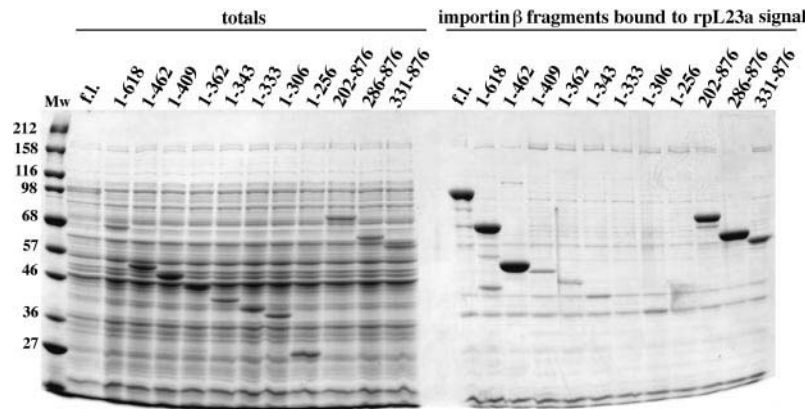 totals
importin β fragments bound to rpL23a signal
Mw f.l. 1-618 1-462 1-409 1-362 1-343 1-333 1-306 1-256 202-876 286-876 331-876
f.l. 1-618 1-462 1-409 1-362 1-343 1-333 1-306 1-256 202-876 286-876 331-876
212
158
116
98
68
57
46
36
27